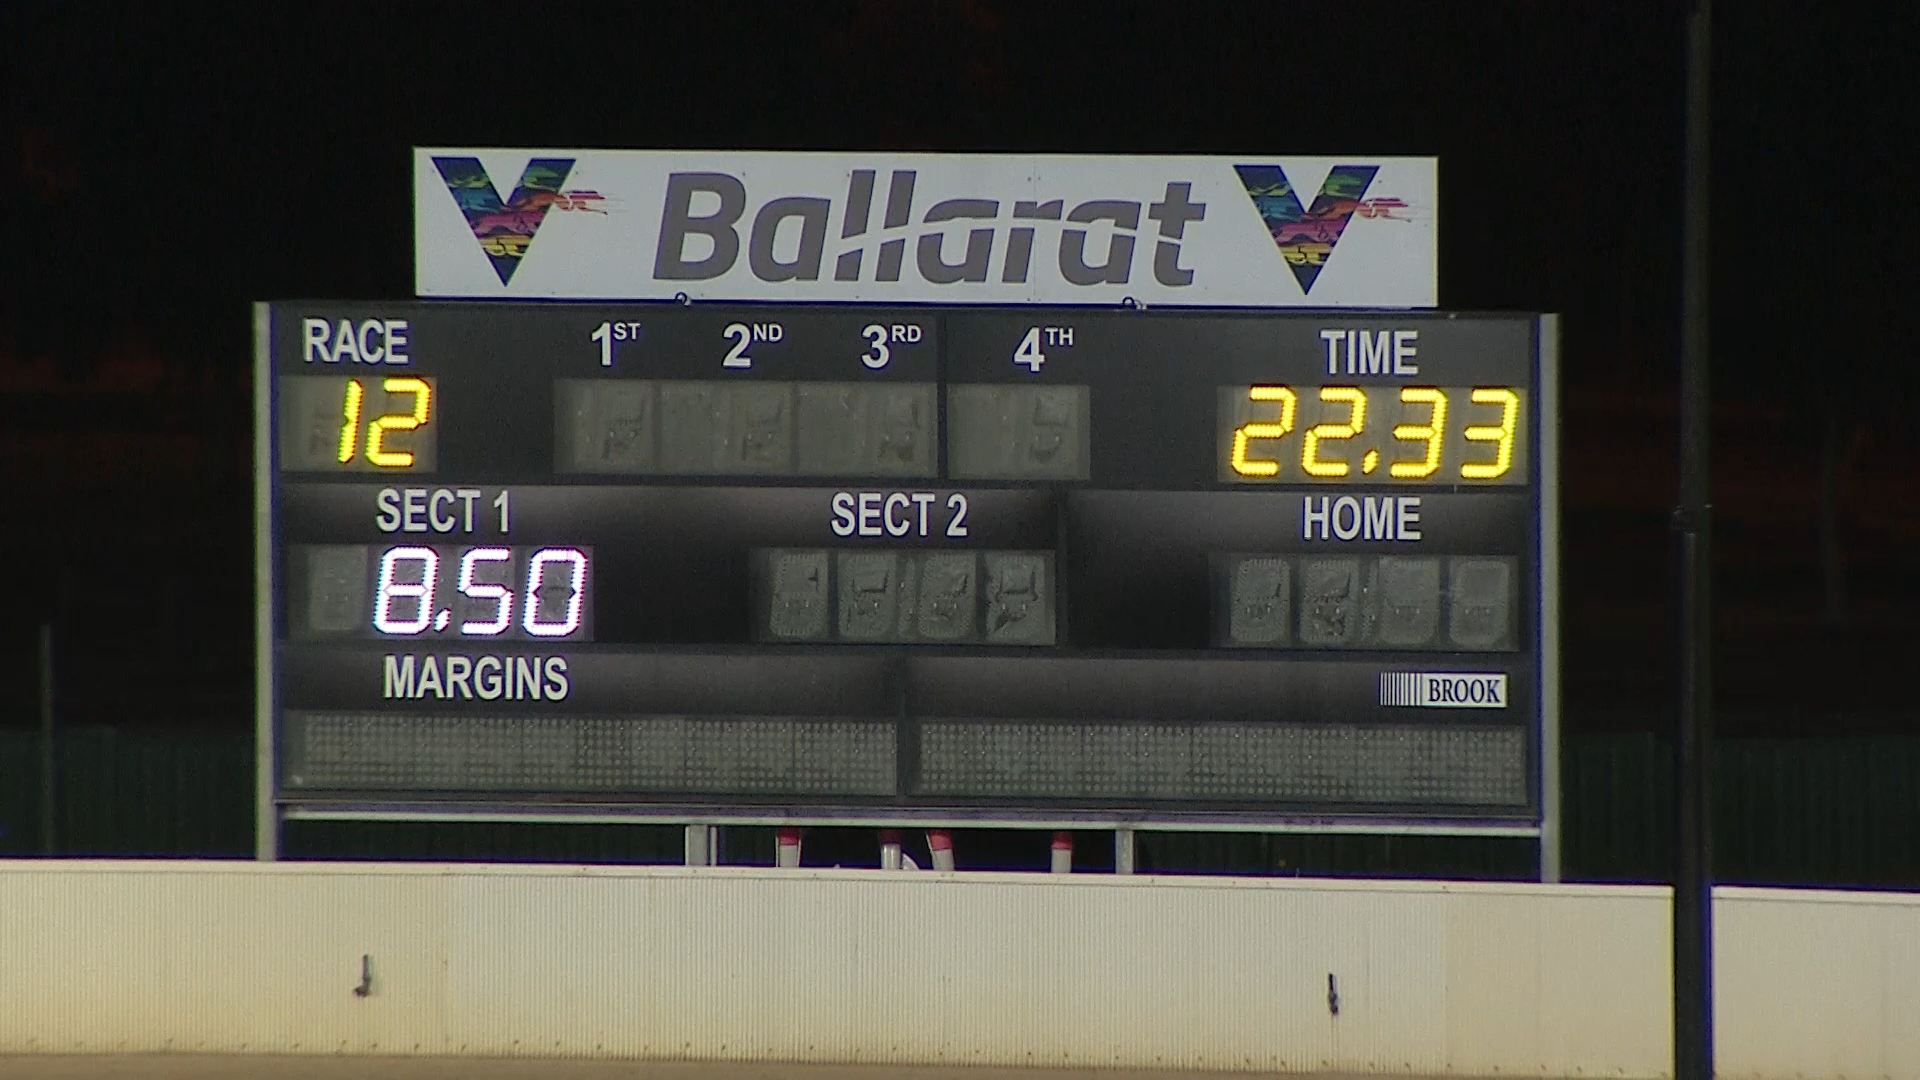 Ballarat
RACE 1ST 2ND 3RD 4TH TIME
12 22.33
SECT 1 SECT 2 HOME
8.50
MARGINS BROOK